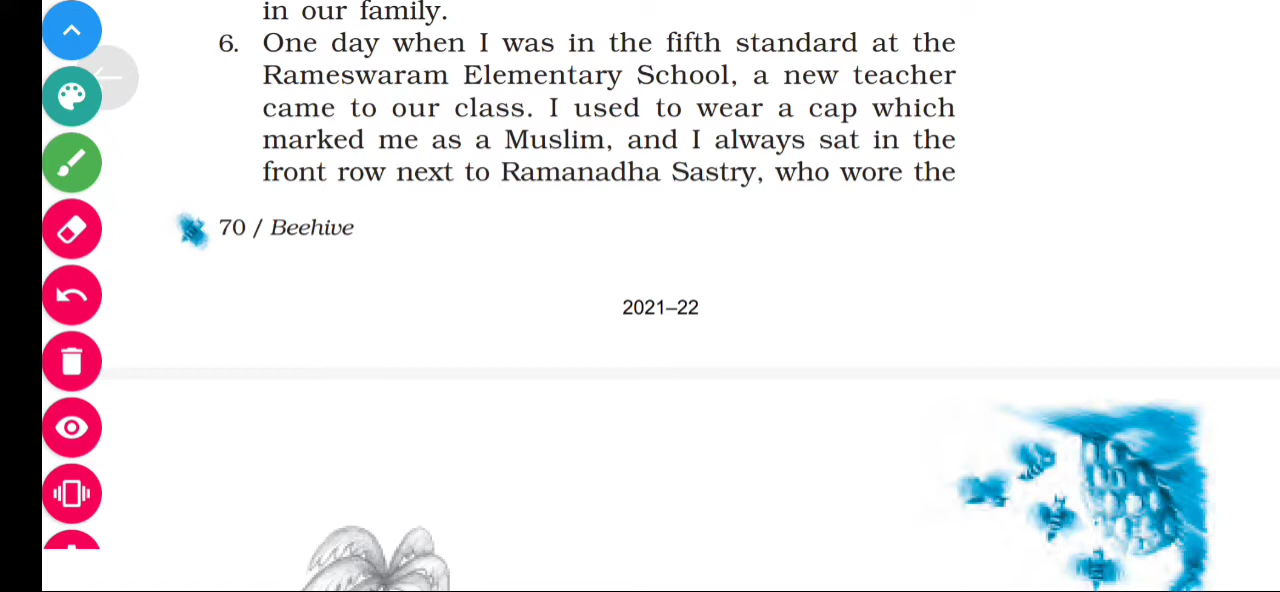 in our family.
6. One day when I was in the fifth standard at the
Rameswaram Elementary School, a new teacher
came to our class. I used to wear a cap which
marked me as a Muslim, and I always sat in the
front row next to Ramanadha Sastry, who wore the
70 / Beehive
2021–22